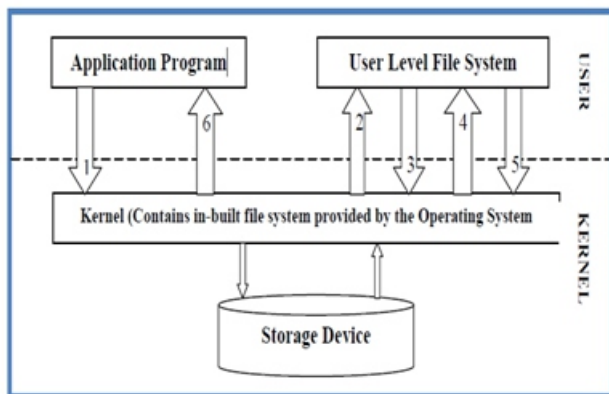 Application Program
User Level File System
USER
1
6
2
3
4
5
Kernel (Contains in-built file system provided by the Operating System
KERNEL
Storage Device